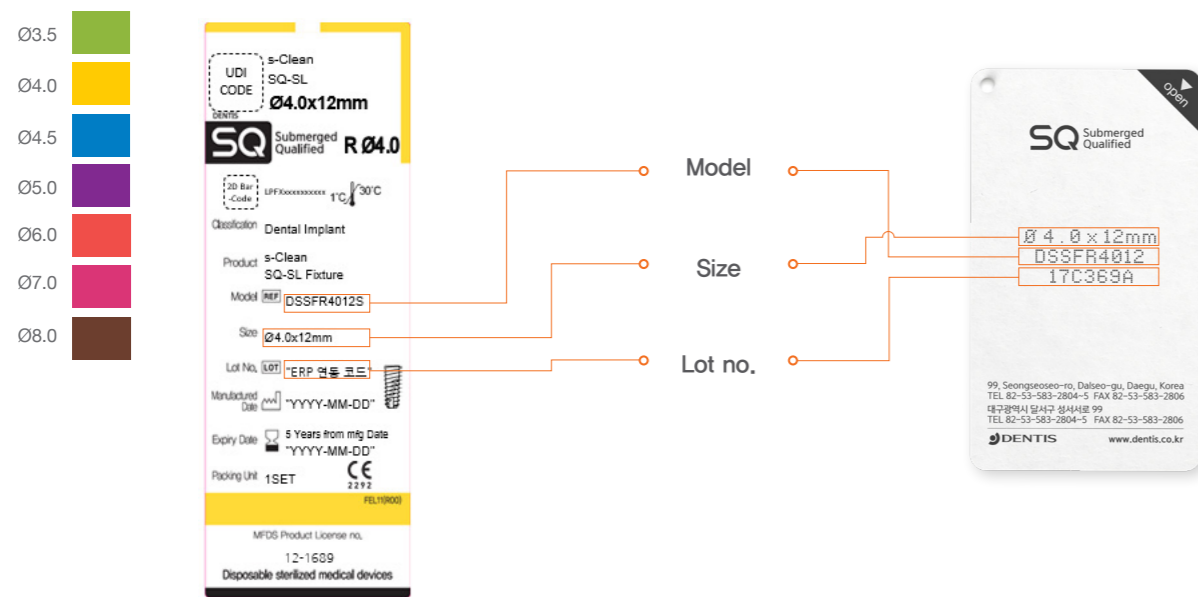 Ø3.5
Ø4.0
Ø4.5
Ø5.0
Ø6.0
Ø7.0
Ø8.0
UDI
CODE
s-Clean
SQ-SL
Ø4.0x12mm
DENTIS
SQ Submerged
Qualified
R Ø4.0
2D Bar
-Code
LPFXxxxxxxxxxx
1°C 30°C
Classification Dental Implant
Product s-Clean
SQ-SL Fixture
Model REF DSSFR4012S
Size Ø4.0x12mm
Lot No. LOT "ERP 연동 코드"
Manufactured
Date "YYYY-MM-DD"
Expiry Date 5 Years from mfg Date
"YYYY-MM-DD"
Packing Unit 1SET
CE
2292
FEL11(R00)
MFDS Product License no.
12-1689
Disposable sterilized medical devices
Model
Size
Lot no.
open
SQ Submerged
Qualified
Ø4.0x12mm
DSSFR4012
17C369A
99, Seongseoseo-ro, Dalseo-gu, Daegu, Korea
TEL 82-53-583-2804-5 FAX 82-53-583-2806
대구광역시 달서구 성서서로 99
TEL 82-53-583-2804-5 FAX 82-53-583-2806
DENTIS www.dentis.co.kr